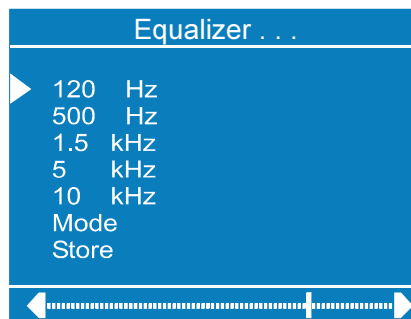 Equalizer . . .
120 Hz
500 Hz
1.5 kHz
5 kHz
10 kHz
Mode
Store